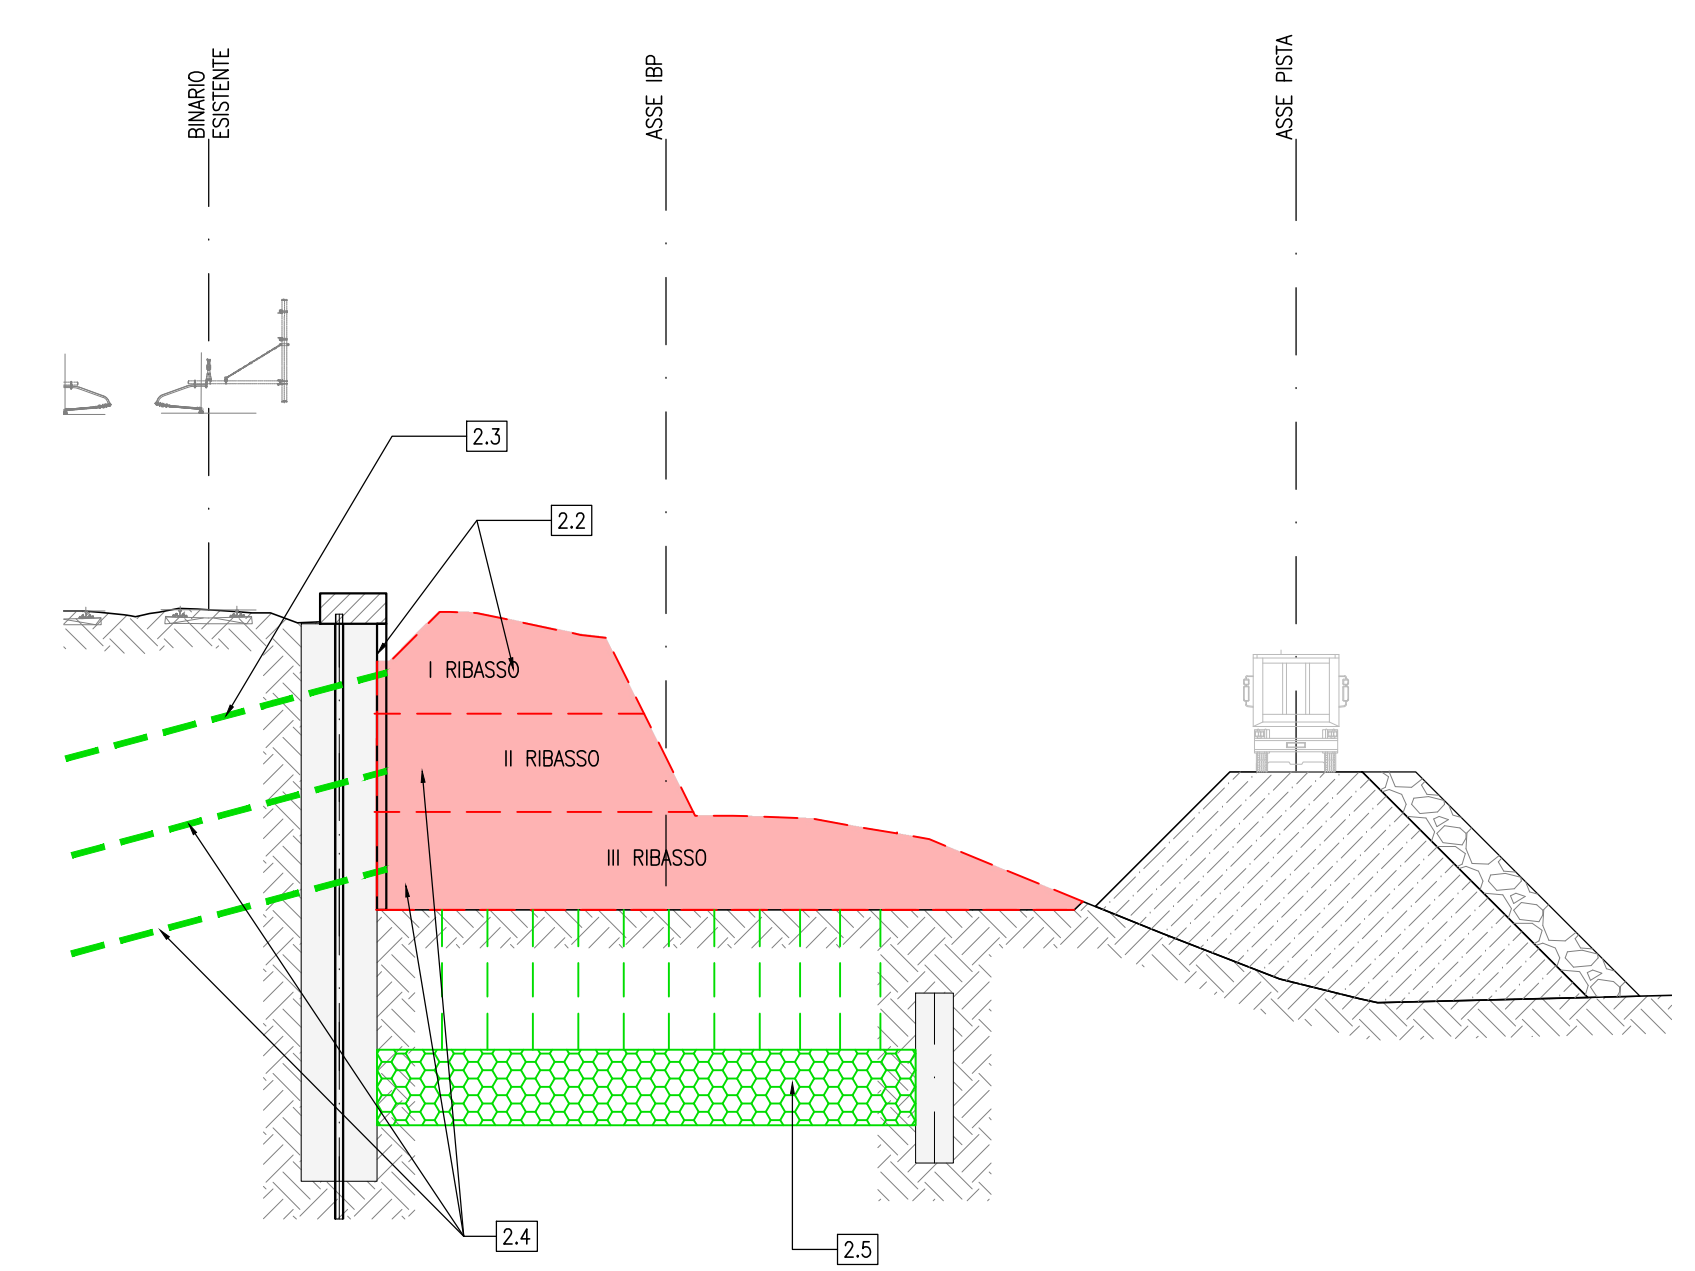 BINARIO
ESISTENTE
ASSE IBP
ASSE PISTA
2.3
2.2
I RIBASSO
II RIBASSO
III RIBASSO
2.4
2.5